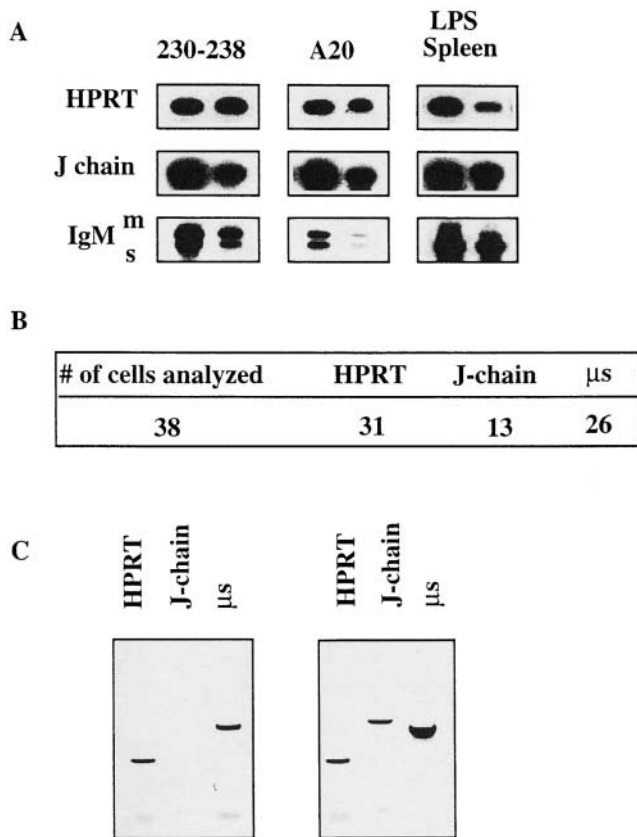 A
230-238 A20 LPS Spleen
HPRT
J chain
IgM m s
B
# of cells analyzed HPRT J-chain μs
38 31 13 26
C
HPRT J-chain μs HPRT J-chain μs